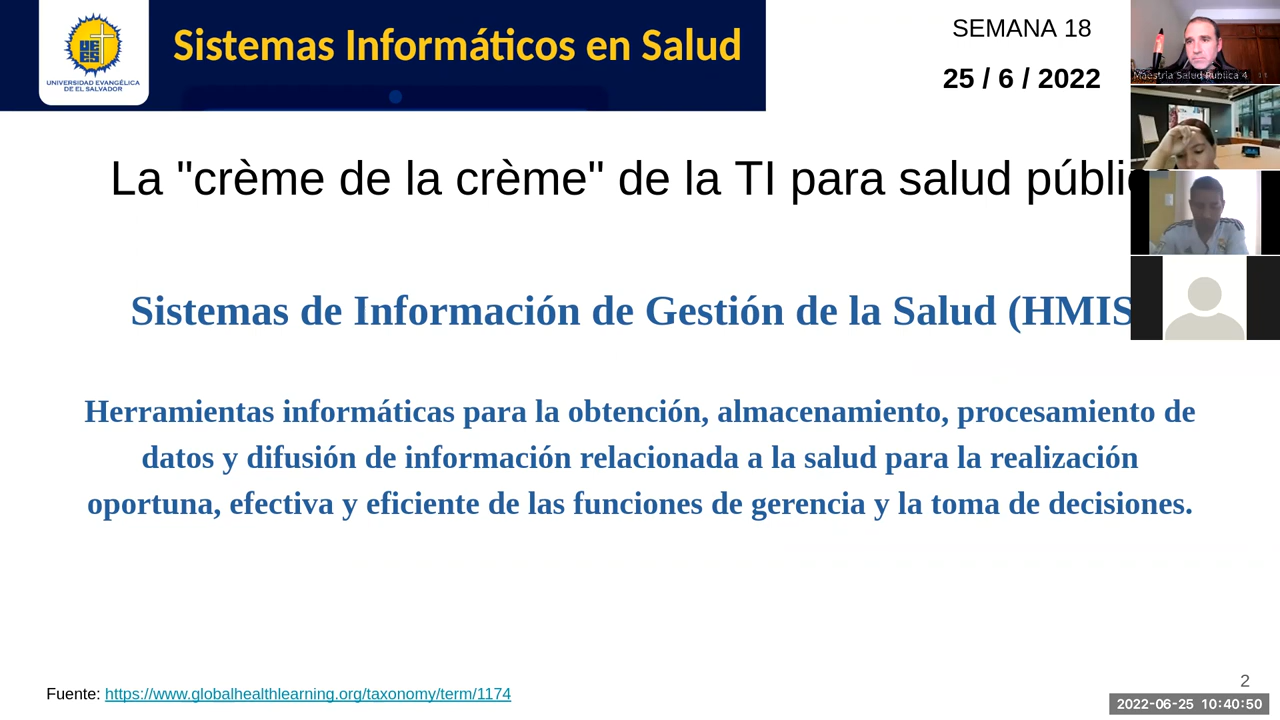 Sistemas Informáticos en Salud
UEES
UNIVERSIDAD EVANGÉLICA
DE EL SALVADOR
SEMANA 18
25 / 6 / 2022
Maestria Salud Publica 4
La "crème de la crème" de la TI para salud públic
Sistemas de Información de Gestión de la Salud (HMIS
Herramientas informáticas para la obtención, almacenamiento, procesamiento de
datos y difusión de información relacionada a la salud para la realización
oportuna, efectiva y eficiente de las funciones de gerencia y la toma de decisiones.
Fuente: https://www.globalhealthlearning.org/taxonomy/term/1174
2
2022-06-25 10:40:50